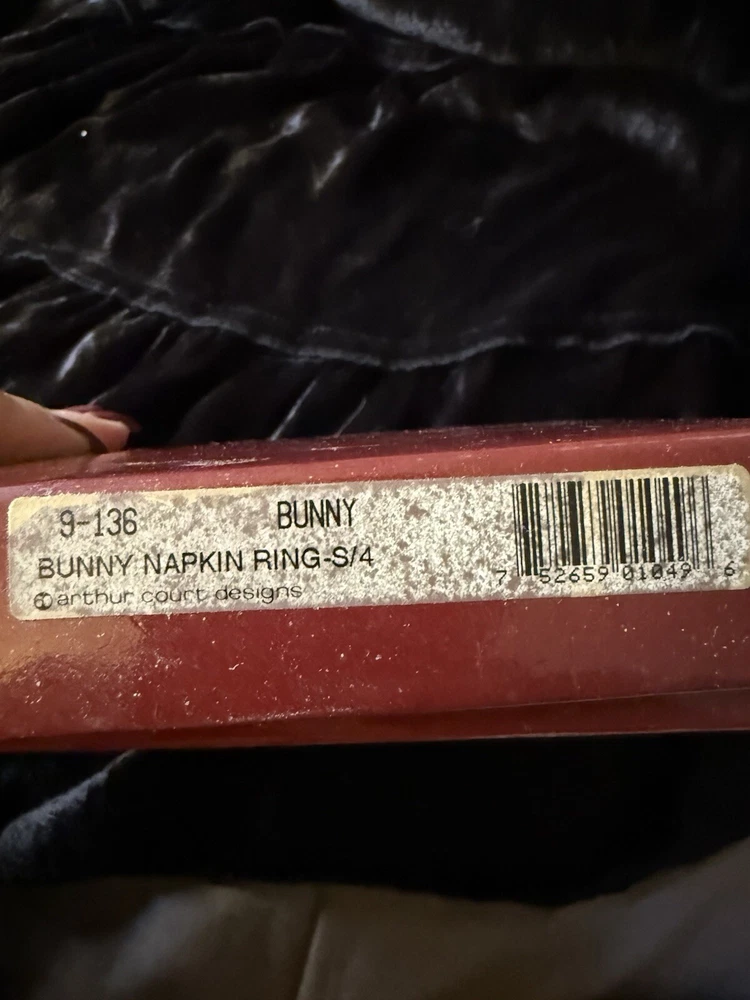 9-136 BUNNY
BUNNY NAPKIN RING-S/4
arthur court designs
7 52659 01049 6